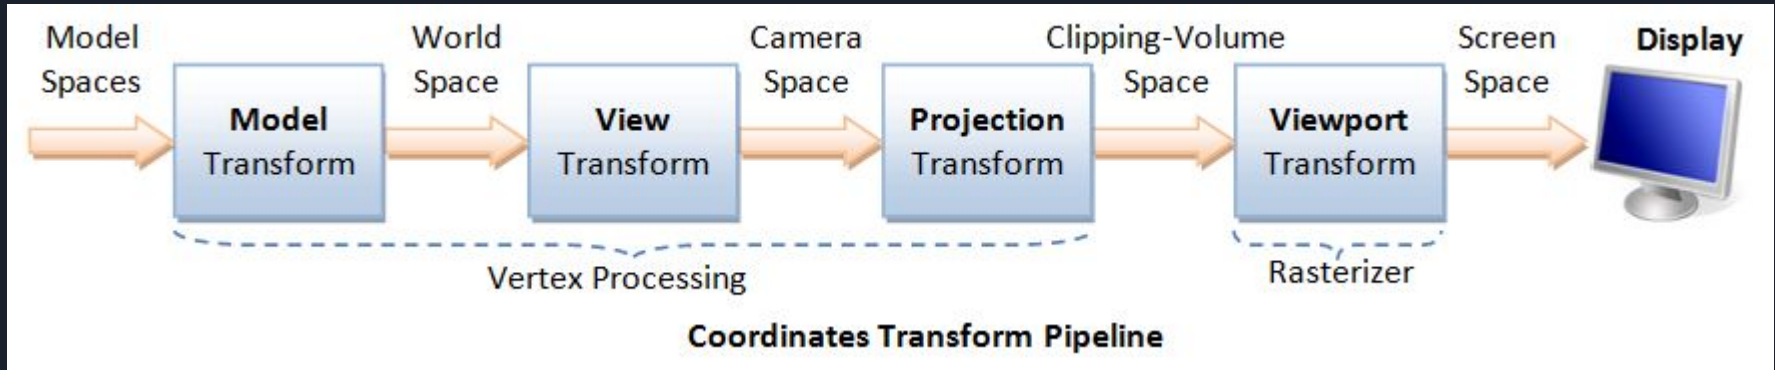 Model
Spaces
World
Space
Camera
Space
Clipping-Volume
Space
Screen
Space
Display
Model
Transform
View
Transform
Projection
Transform
Viewport
Transform
Vertex Processing
Rasterizer
Coordinates Transform Pipeline